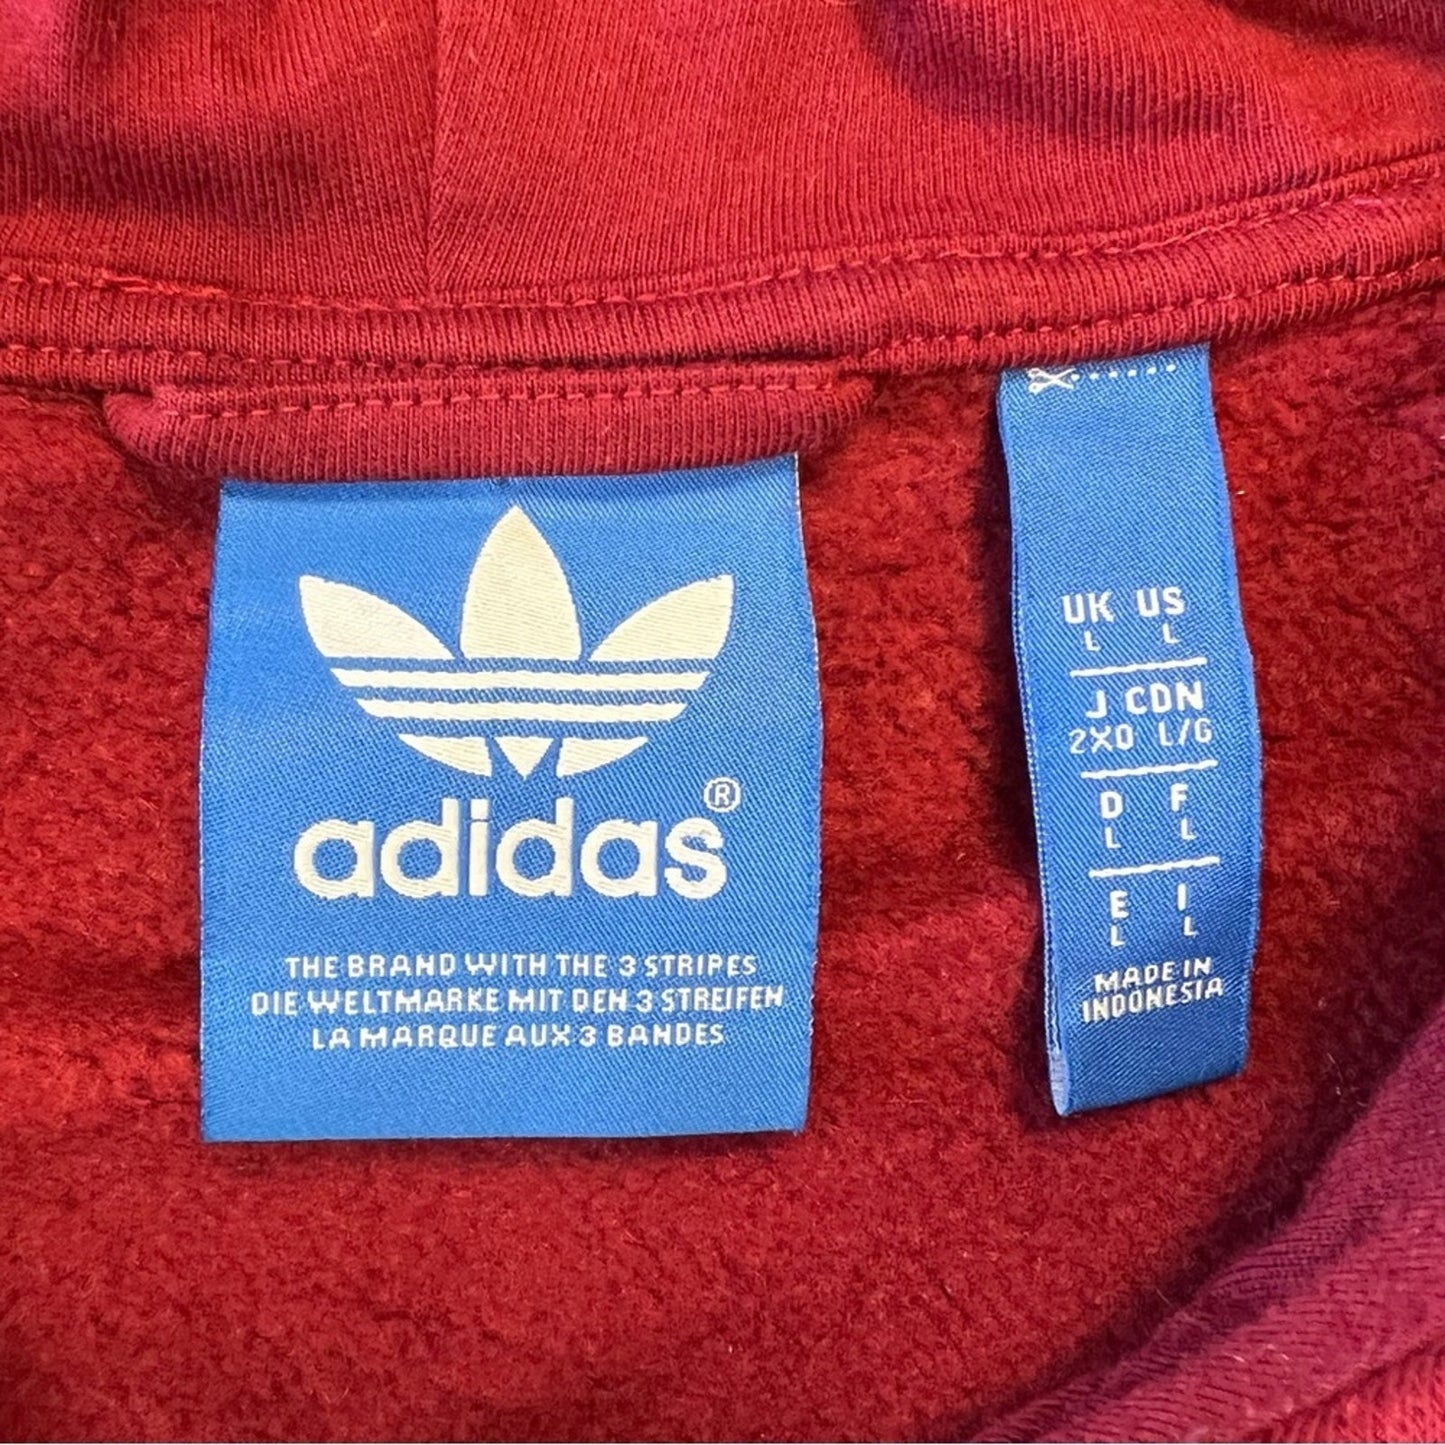 adidas®
THE BRAND WITH THE 3 STRIPES
DIE WELTMARKE MIT DEN 3 STREIFEN
LA MARQUE AUX 3 BANDES
UK US
L L
J CDN
2XO L/G
D F
L L
E I
L L
MADE IN
INDONESIA